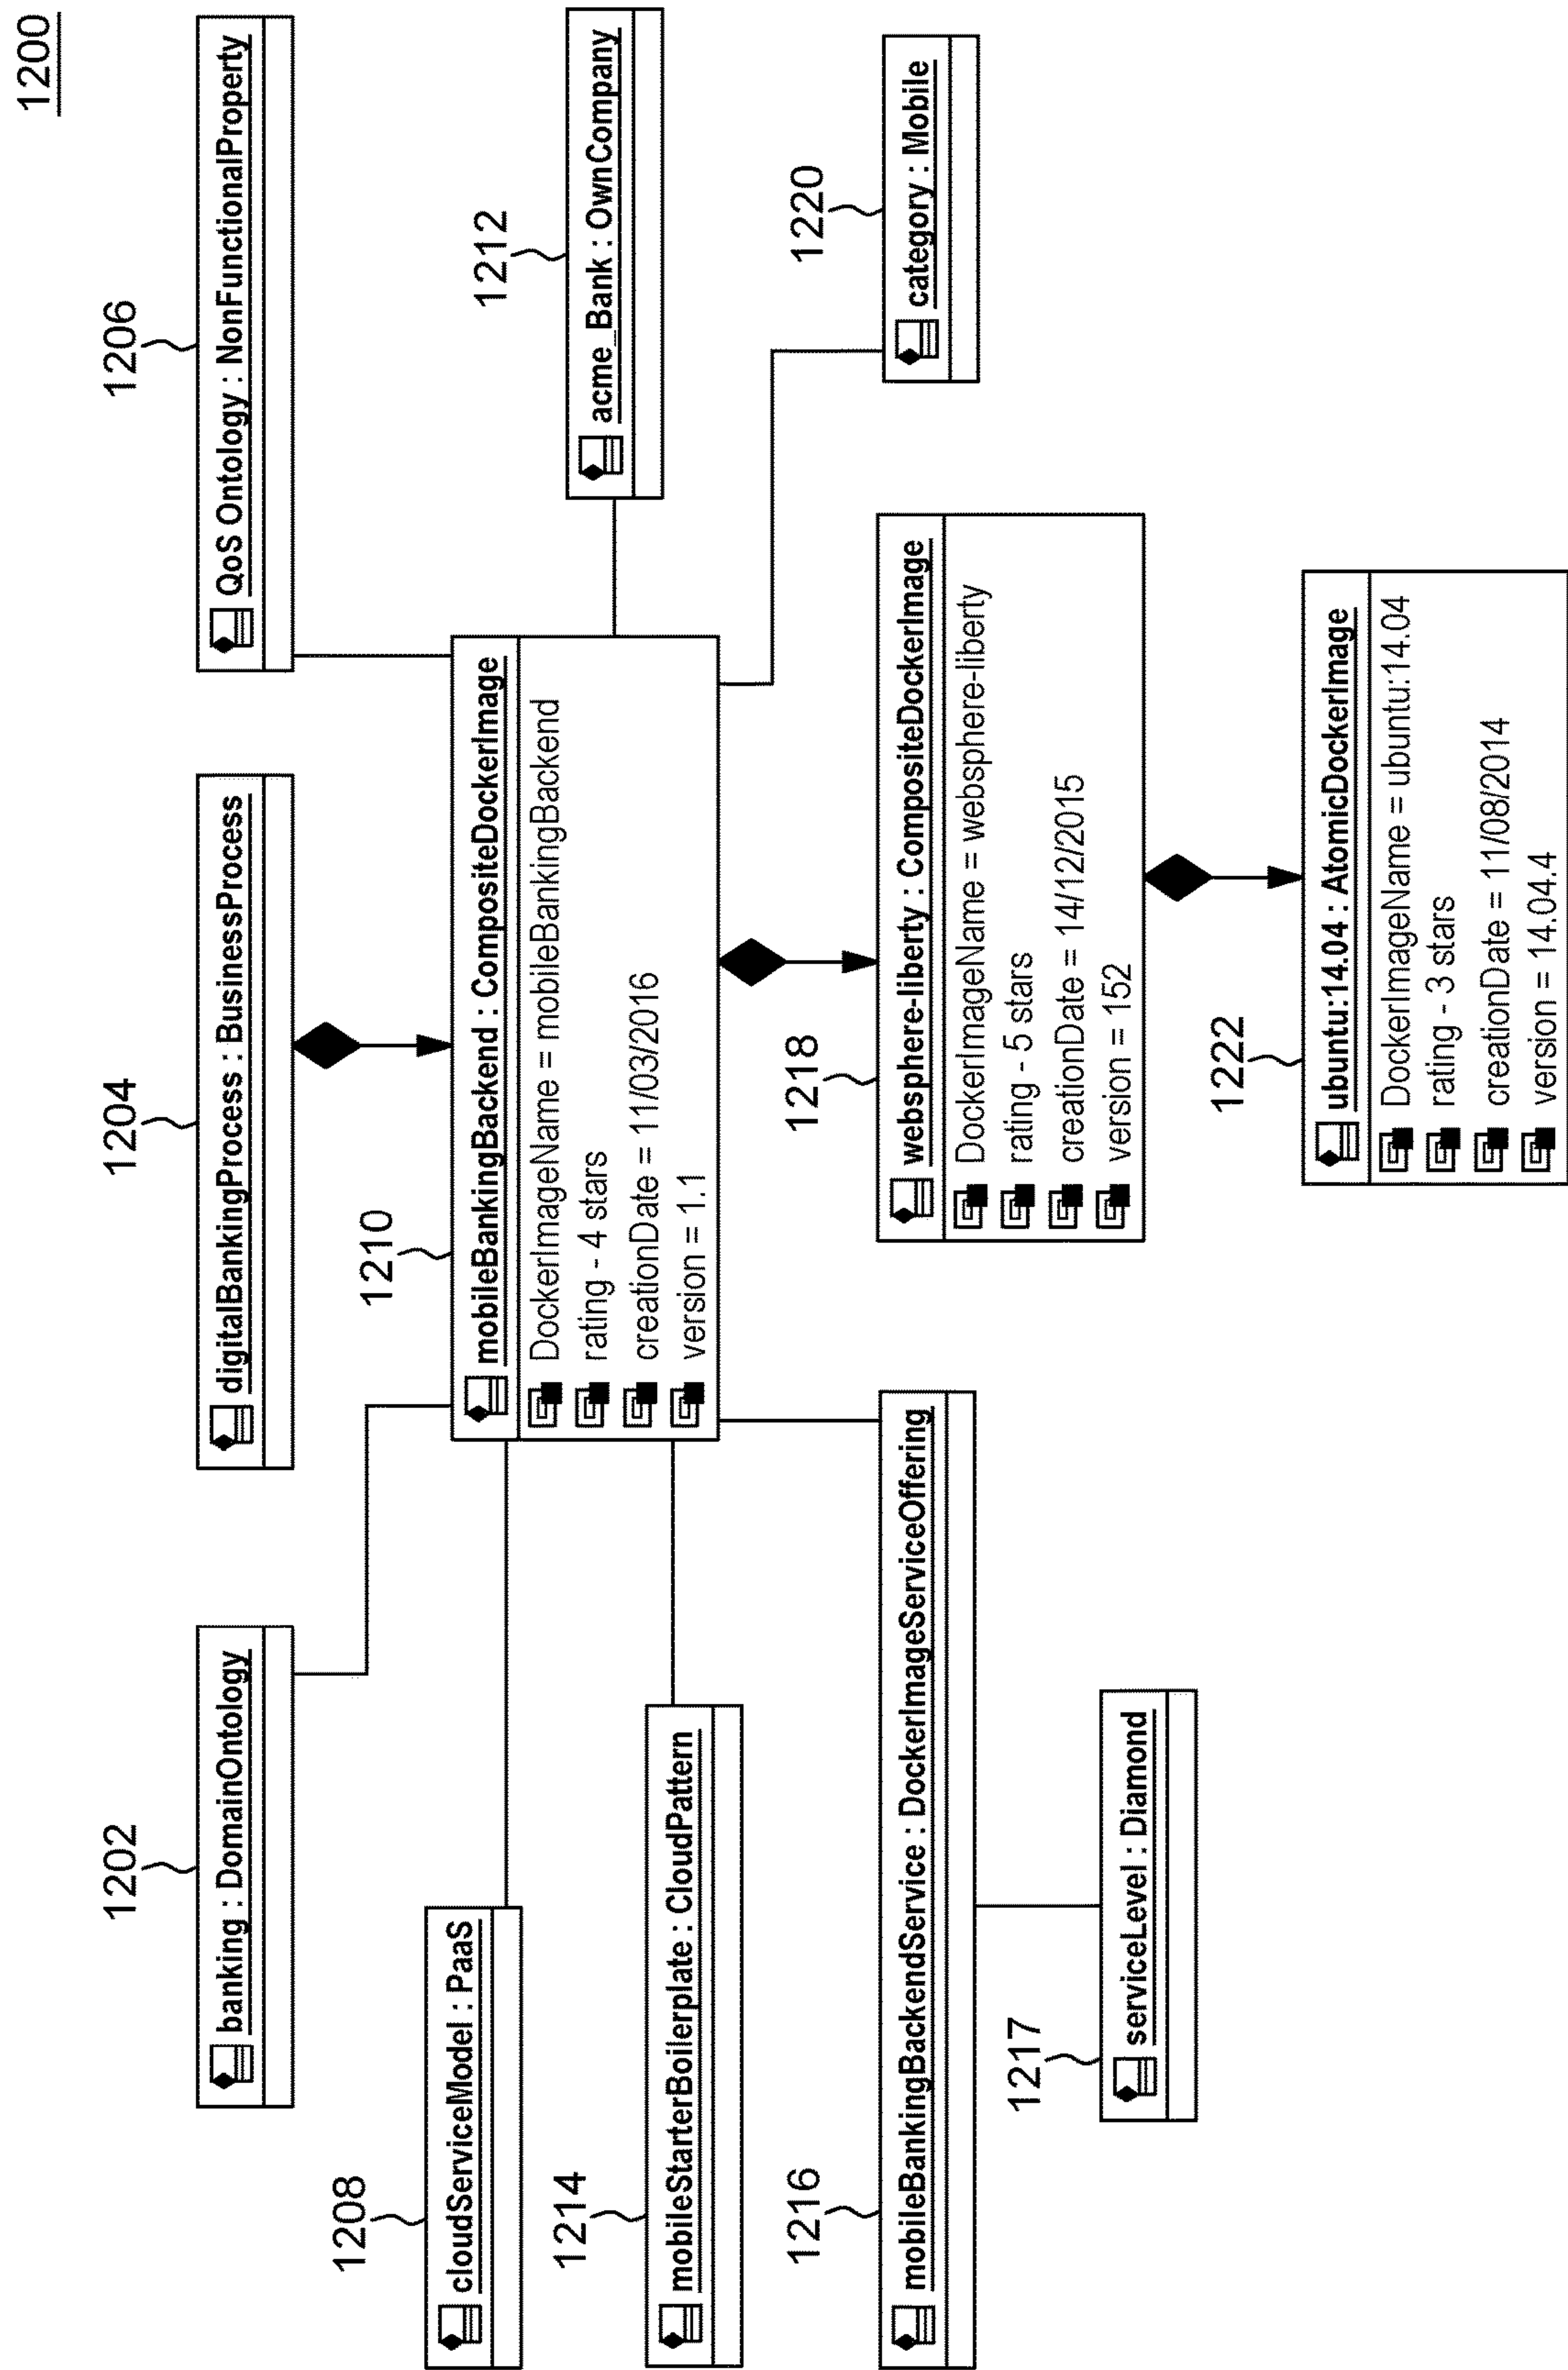 1200
1202
banking : DomainOntology
1204
digitalBankingProcess : BusinessProcess
1206
QoS Ontology : NonFunctionalProperty
1208
cloudServiceModel : PaaS
1210
mobileBankingBackend : CompositeDockerImage
DockerImageName = mobileBankingBackend
rating - 4 stars
creationDate = 11/03/2016
version = 1.1
1212
acme_Bank : OwnCompany
1214
mobileStarterBoilerplate : CloudPattern
1216
mobileBankingBackendService : DockerImageServiceOffering
1217
serviceLevel : Diamond
1218
websphere-liberty : CompositeDockerImage
DockerImageName = websphere-liberty
rating - 5 stars
creationDate = 14/12/2015
version = 152
1220
category : Mobile
1222
ubuntu:14.04 : AtomicDockerImage
DockerImageName = ubuntu:14.04
rating - 3 stars
creationDate = 11/08/2014
version = 14.04.4